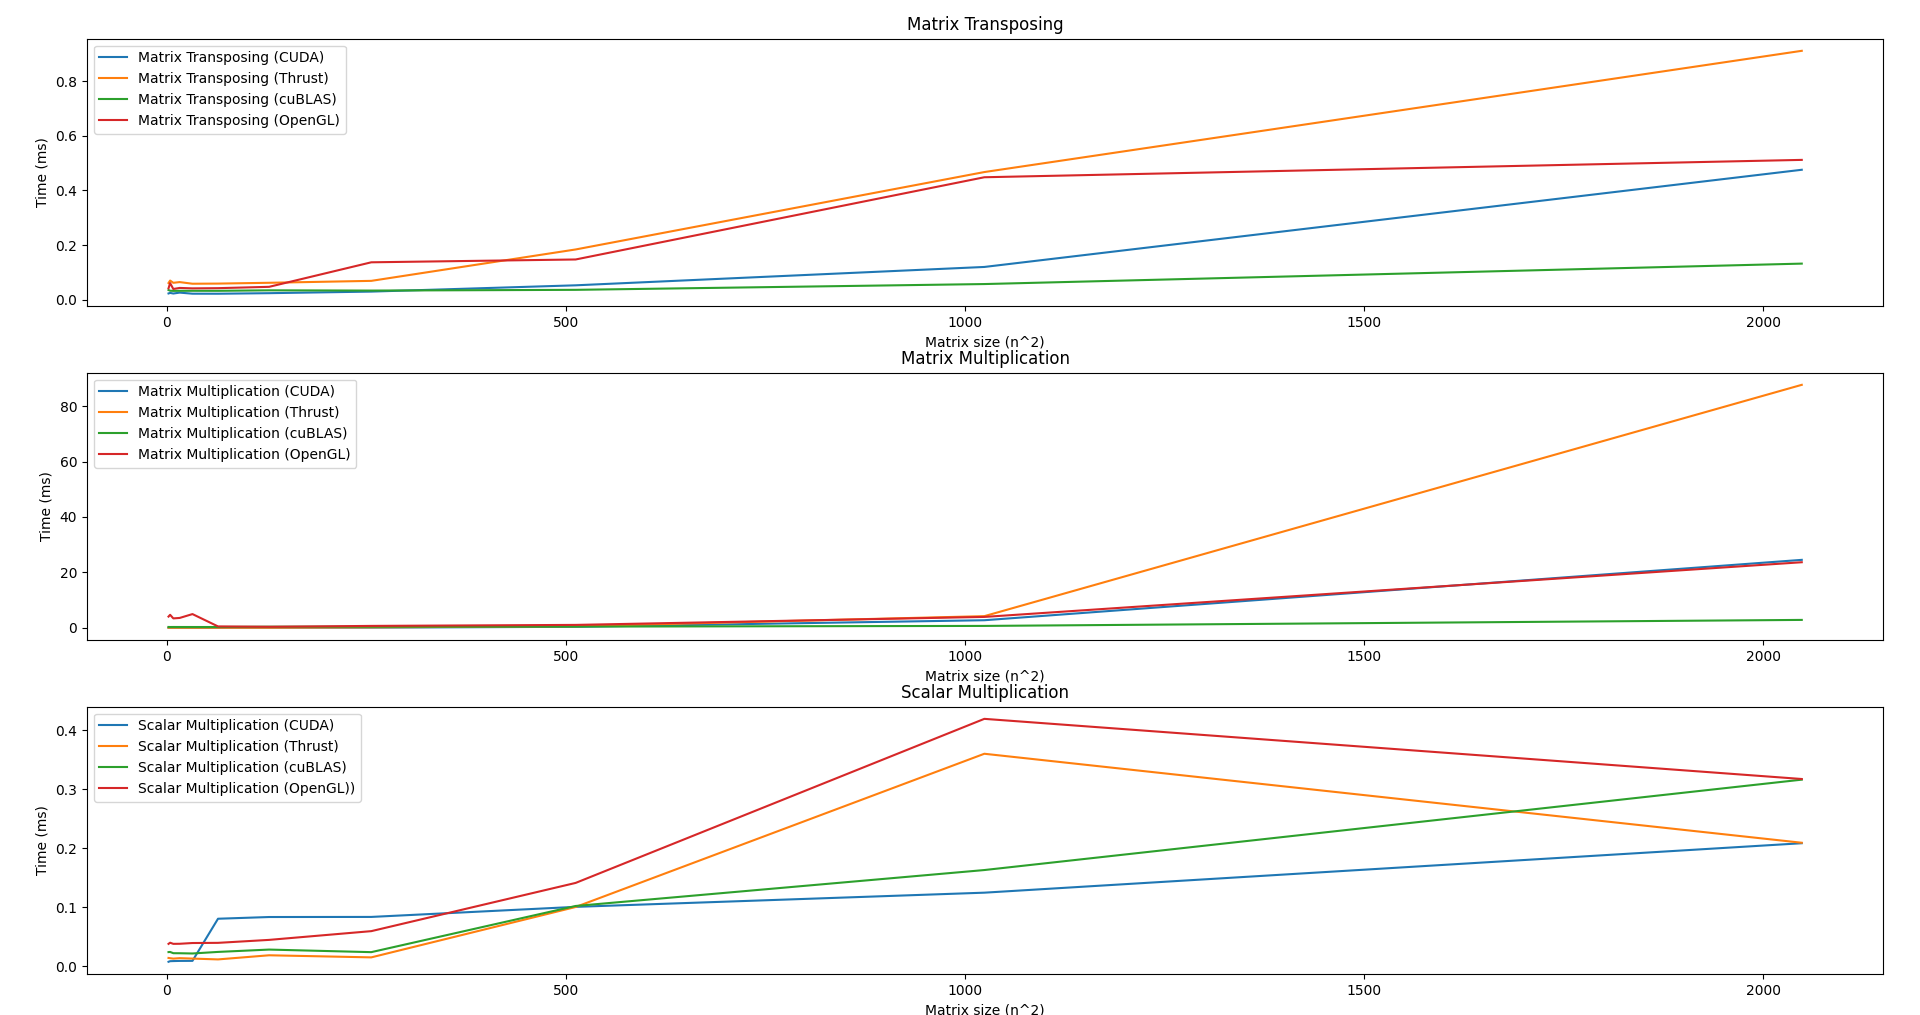 Matrix Transposing
Matrix Transposing (CUDA)
Matrix Transposing (Thrust)
Matrix Transposing (cuBLAS)
Matrix Transposing (OpenGL)
Time (ms)
0.8
0.6
0.4
0.2
0.0
0 500 1000 1500 2000
Matrix size (n^2)
Matrix Multiplication
Matrix Multiplication (CUDA)
Matrix Multiplication (Thrust)
Matrix Multiplication (cuBLAS)
Matrix Multiplication (OpenGL)
Time (ms)
80
60
40
20
0
0 500 1000 1500 2000
Matrix size (n^2)
Scalar Multiplication
Scalar Multiplication (CUDA)
Scalar Multiplication (Thrust)
Scalar Multiplication (cuBLAS)
Scalar Multiplication (OpenGL))
Time (ms)
0.4
0.3
0.2
0.1
0.0
0 500 1000 1500 2000
Matrix size (n^2)